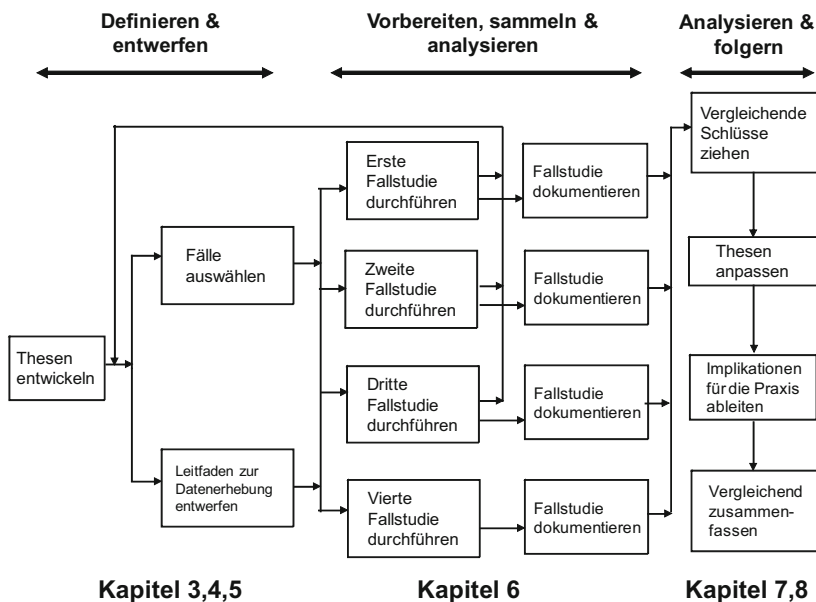 Definieren &
entwerfen
Vorbereiten, sammeln &
analysieren
Analysieren &
folgern
Thesen
entwickeln
Fälle
auswählen
Leitfaden zur
Datenerhebung
entwerfen
Erste
Fallstudie
durchführen
Fallstudie
dokumentieren
Zweite
Fallstudie
durchführen
Fallstudie
dokumentieren
Dritte
Fallstudie
durchführen
Fallstudie
dokumentieren
Vierte
Fallstudie
durchführen
Fallstudie
dokumentieren
Vergleichende
Schlüsse
ziehen
Thesen
anpassen
Implikationen
für die Praxis
ableiten
Vergleichend
zusammen-
fassen
Kapitel 3,4,5
Kapitel 6
Kapitel 7,8